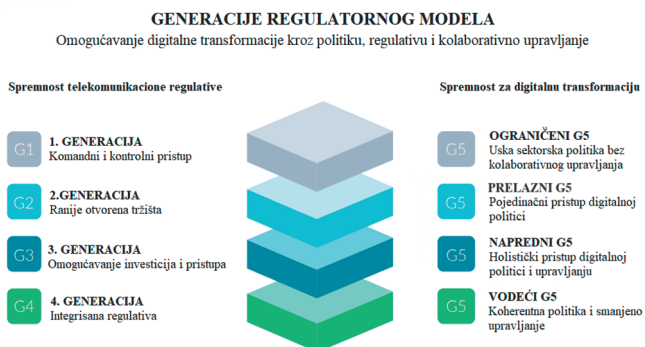 GENERACIJE REGULATORNOG MODELA
Omogućavanje digitalne transformacije kroz politiku, regulativu i kolaborativno upravljanje
Spremnost telekomunikacione regulative
G1
1. GENERACIJA
Komandni i kontrolni pristup
G2
2.GENERACIJA
Ranije otvorena tržišta
G3
3. GENERACIJA
Omogućavanje investicija i pristupa
G4
4. GENERACIJA
Integrisana regulativa
Spremnost za digitalnu transformaciju
G5
OGRANIČENI G5
Uska sektorska politika bez
kolaborativnog upravljanja
G5
PRELAZNI G5
Pojedinačni pristup digitalnoj
politici
G5
NAPREDNI G5
Holistički pristup digitalnoj
politici i upravljanju
G5
VODEĆI G5
Koherentna politika i smanjeno
upravljanje